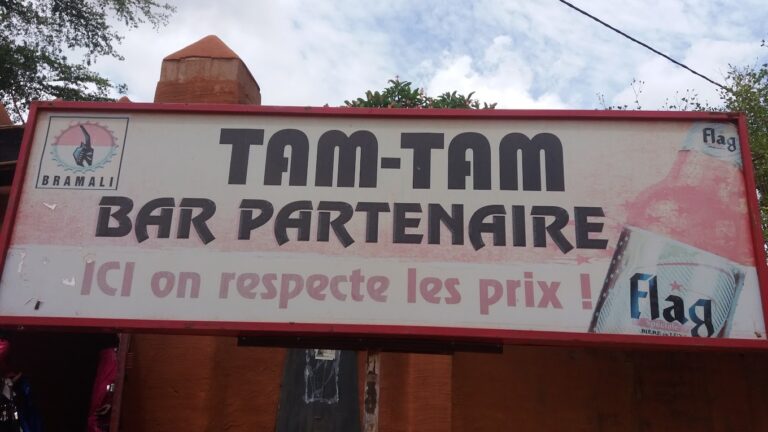 TAM-TAM
BRAMALI
BAR PARTENAIRE
ICI on respecte les prix !
Flag
Flag